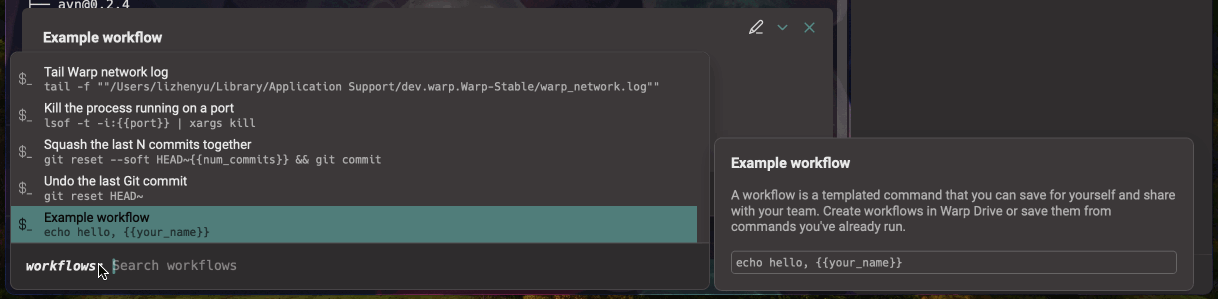 ├── avn@0.2.4
Example workflow
Tail Warp network log
$_ tail -f ""/Users/lizhenyu/Library/Application Support/dev.warp.Warp-Stable/warp_network.log""
Kill the process running on a port
$_ lsof -t -i:{{port}} | xargs kill
Squash the last N commits together
$_ git reset --soft HEAD~{{num_commits}} && git commit
Undo the last Git commit
$_ git reset HEAD~
Example workflow
$_ echo hello, {{your_name}}
workflows: Search workflows
Example workflow
A workflow is a templated command that you can save for yourself and share
with your team. Create workflows in Warp Drive or save them from
commands you've already run.
echo hello, {{your_name}}